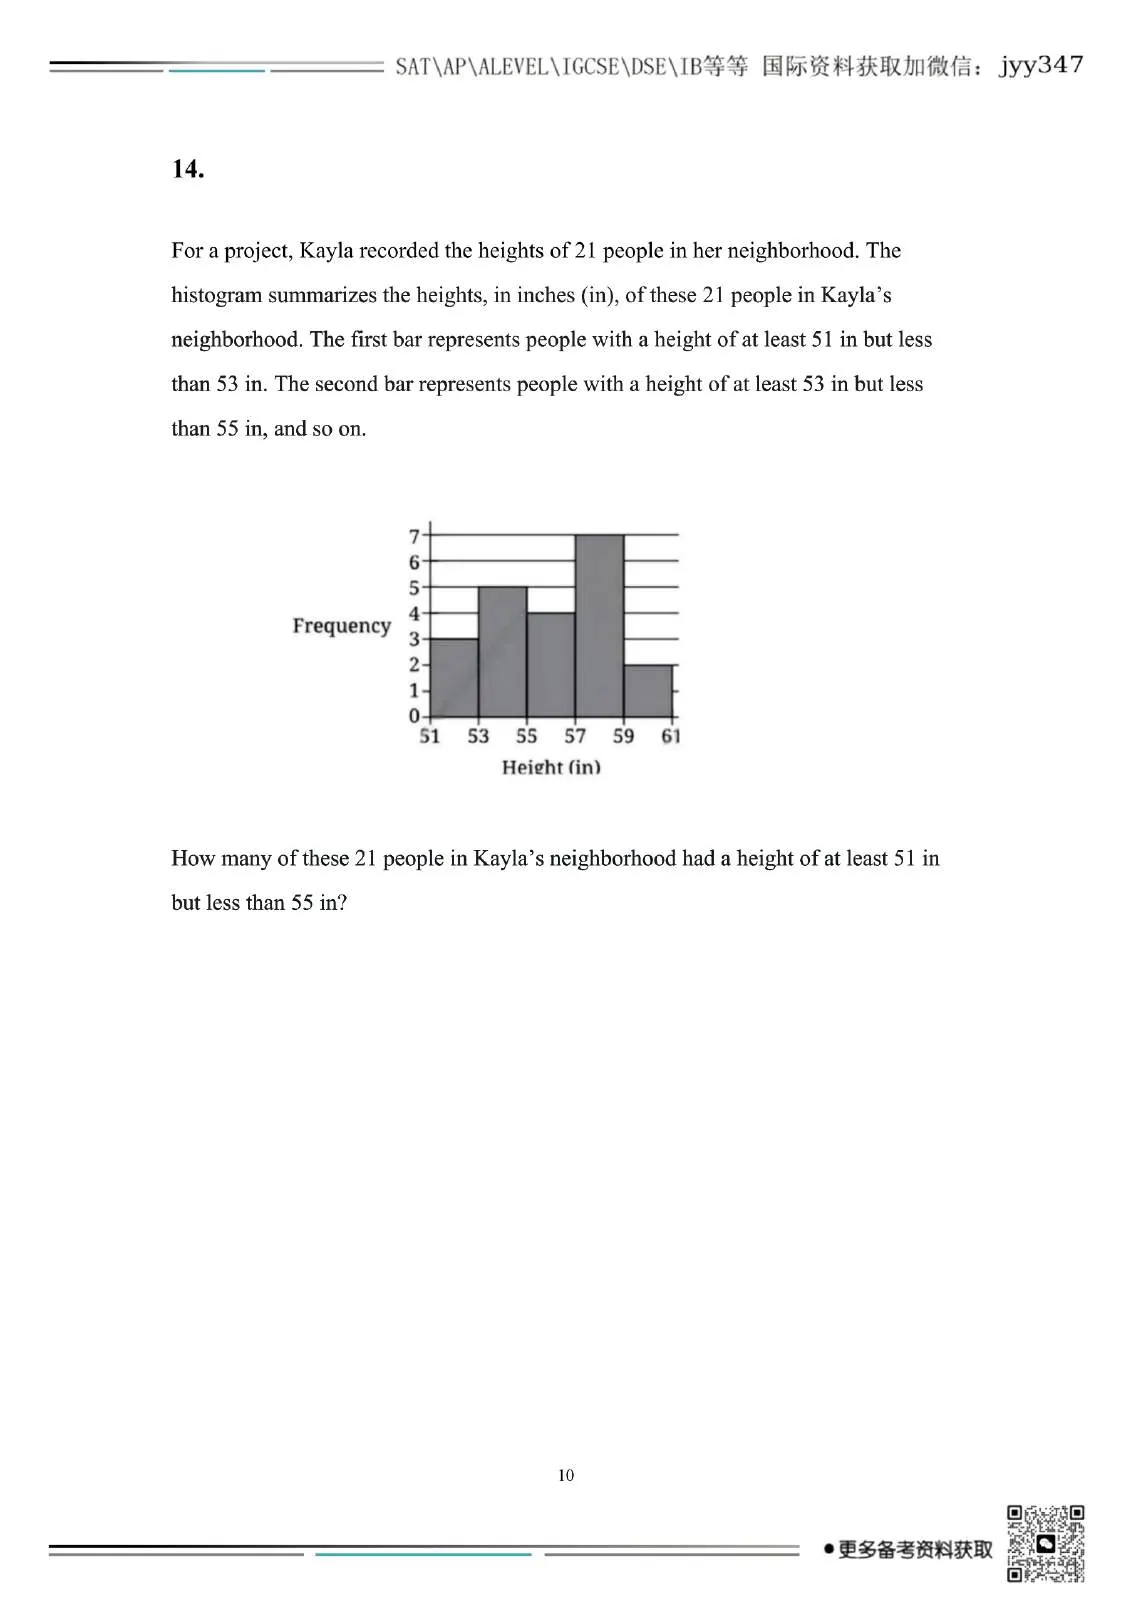 SAT\AP\ALEVEL\IGCSE\DSE\IB等等 国际资料获取加微信：jyy347
14.
For a project, Kayla recorded the heights of 21 people in her neighborhood. The
histogram summarizes the heights, in inches (in), of these 21 people in Kayla’s
neighborhood. The first bar represents people with a height of at least 51 in but less
than 53 in. The second bar represents people with a height of at least 53 in but less
than 55 in, and so on.
7
6
5
4
Frequency
3
2
1
0
51 53 55 57 59 61
Height (in)
How many of these 21 people in Kayla’s neighborhood had a height of at least 51 in
but less than 55 in?
10
●更多备考资料获取